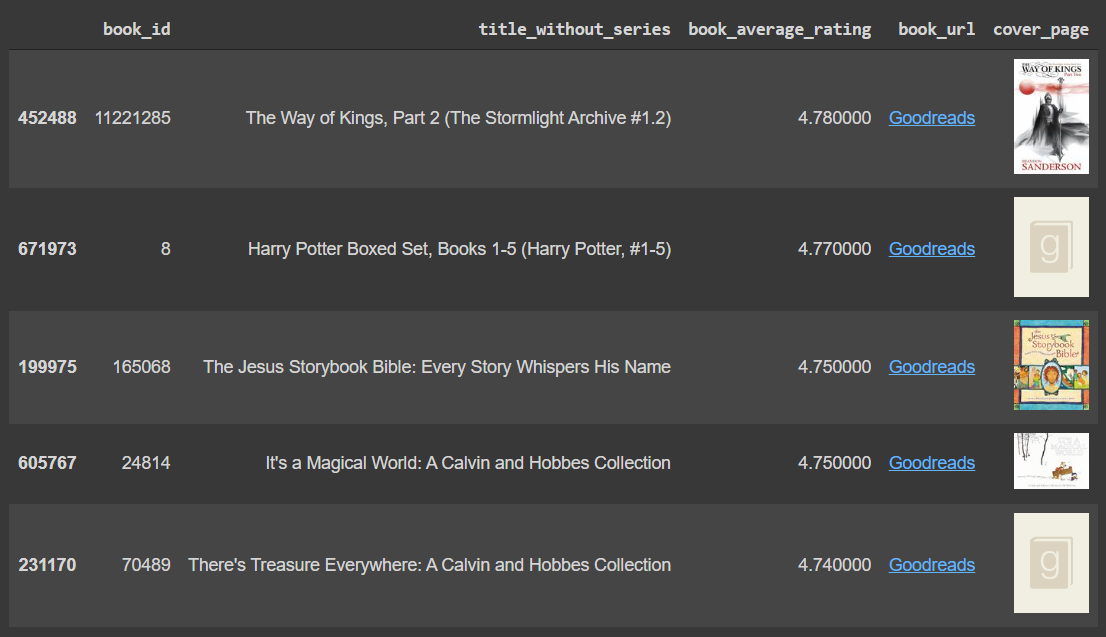 book_id title_without_series book_average_rating book_url cover_page
452488 11221285 The Way of Kings, Part 2 (The Stormlight Archive #1.2) 4.780000 Goodreads
WAY OF KINGS
SANDERSON
671973 8 Harry Potter Boxed Set, Books 1-5 (Harry Potter, #1-5) 4.770000 Goodreads
g
199975 165068 The Jesus Storybook Bible: Every Story Whispers His Name 4.750000 Goodreads
the
Jesus
Storybook
Bible
605767 24814 It's a Magical World: A Calvin and Hobbes Collection 4.750000 Goodreads
IT'S A
MAGICAL
WORLD
231170 70489 There's Treasure Everywhere: A Calvin and Hobbes Collection 4.740000 Goodreads
g